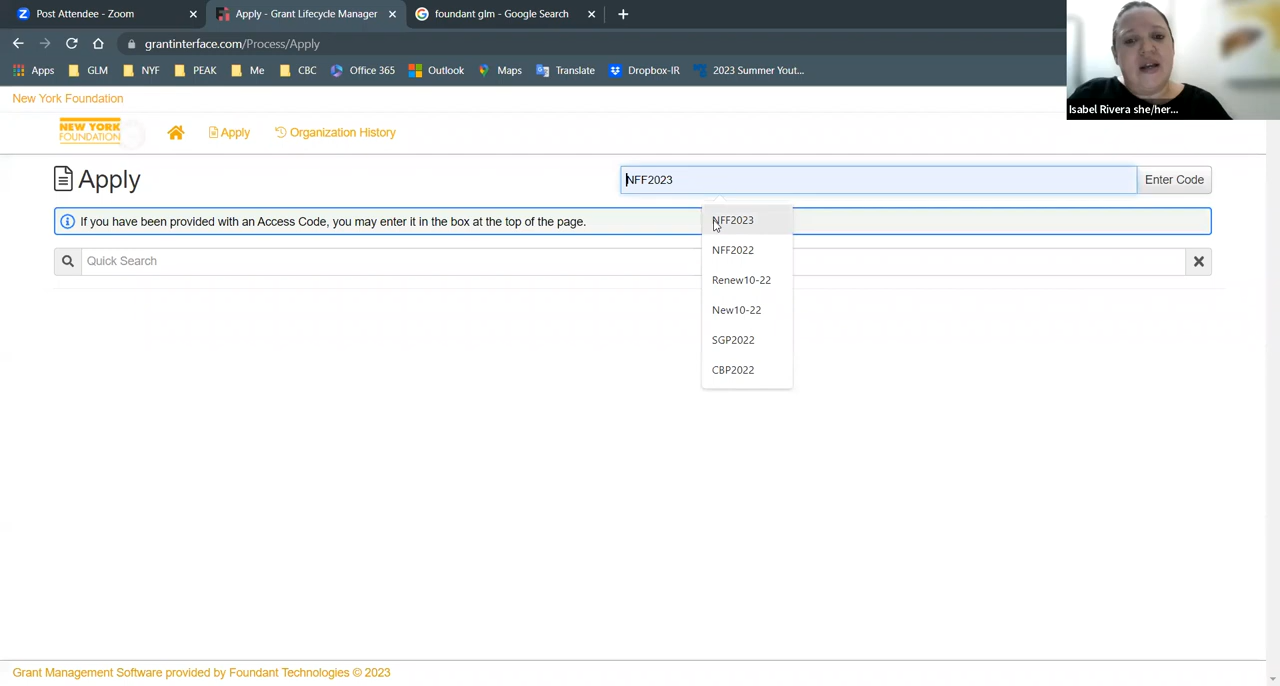 Post Attendee - Zoom
Apply - Grant Lifecycle Manager
foundant glm - Google Search
grantinterface.com/Process/Apply
Apps GLM NYF PEAK Me CBC Office 365 Outlook Maps Translate Dropbox-IR 2023 Summer Yout...
Isabel Rivera she/her...
New York Foundation
NEW YORK
FOUNDATION
Apply
Organization History
Apply
NFF2023
Enter Code
If you have been provided with an Access Code, you may enter it in the box at the top of the page.
Quick Search
NFF2023
NFF2022
Renew10-22
New10-22
SGP2022
CBP2022
Grant Management Software provided by Foundant Technologies © 2023